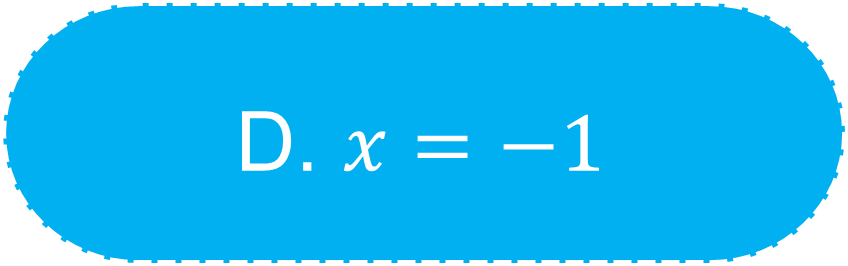 D. x = −1